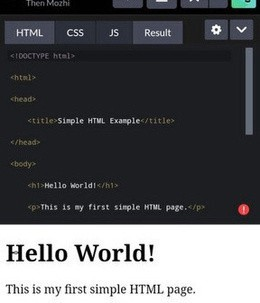 Then Mozhi
HTML CSS JS Result
<!DOCTYPE html>
<html>
<head>
<title>Simple HTML Example</title>
</head>
<body>
<h1>Hello World!</h1>
<p>This is my first simple HTML page.</p>
Hello World!
This is my first simple HTML page.